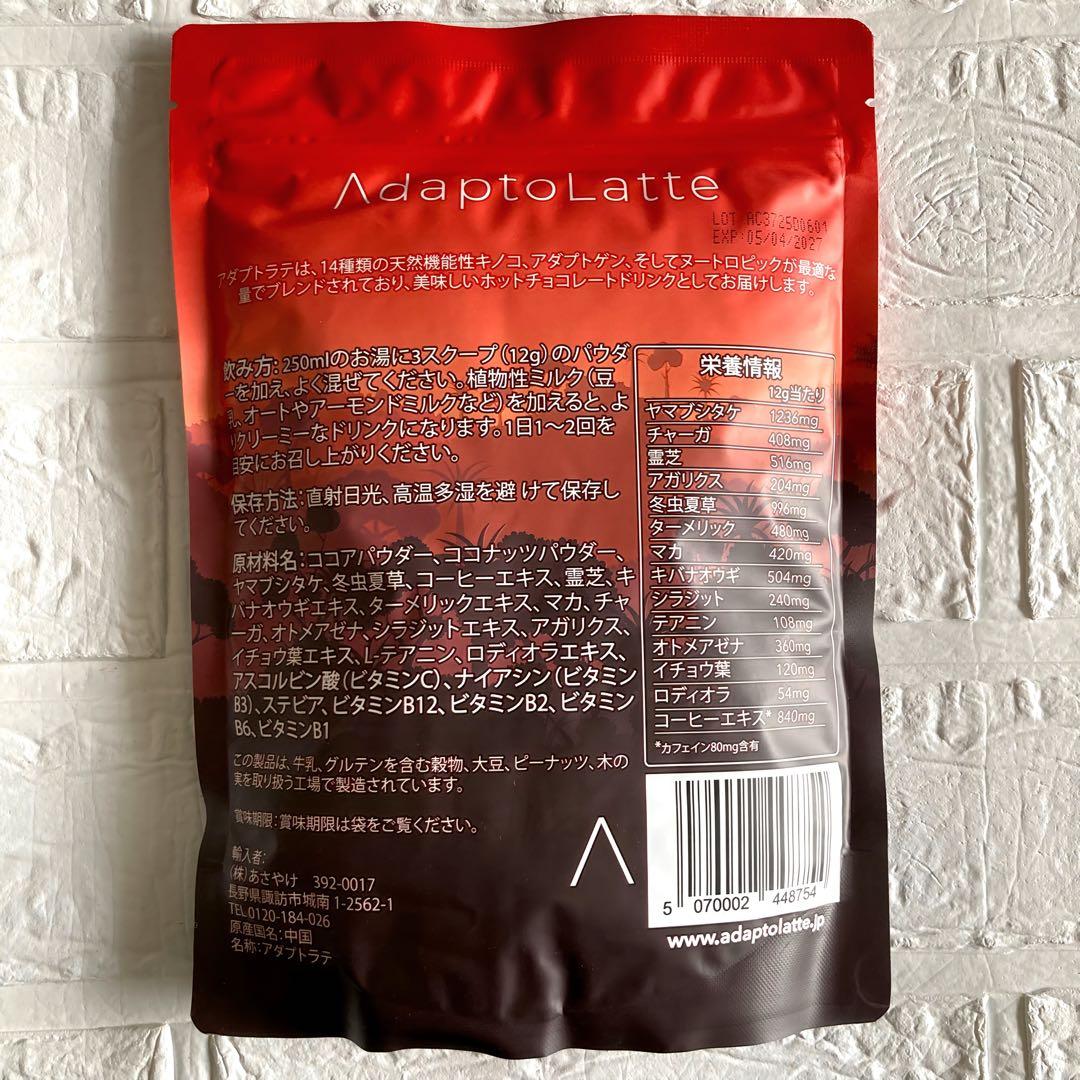 AdaptoLatte
LOT AC3725D0601
EXP:05/04/2027
アダプトラテは、14種類の天然機能性キノコ、アダプトゲン、そしてヌートロピックが最適な
量でブレンドされており、美味しいホットチョコレートドリンクとしてお届けします。
飲み方: 250mlのお湯に3スクープ(12g)のパウダ
ーを加え、よく混ぜてください。植物性ミルク(豆
乳、オートやアーモンドミルクなど)を加えると、よ
りクリーミーなドリンクになります。1日1〜2回を
目安にお召し上がりください。
保存方法:直射日光、高温多湿を避 けて保存し
てください。
原材料名:ココアパウダー、ココナッツパウダー、
ヤマブシタケ、冬虫夏草、コーヒーエキス、霊芝、キ
バナオウギエキス、ターメリックエキス、マカ、チャ
ーガ、オトメアゼナ、シラジットエキス、アガリクス、
イチョウ葉エキス、L-テアニン、ロディオラエキス、
アスコルビン酸(ビタミンC)、ナイアシン(ビタミン
B3)、ステビア、ビタミンB12、ビタミンB2、ビタミン
B6、ビタミンB1
この製品は、牛乳、グルテンを含む穀物、大豆、ピーナッツ、木の
実を取り扱う工場で製造されています。
賞味期限:賞味期限は袋をご覧ください。
輸入者:
(株)あさやけ 392-0017
長野県諏訪市城南 1-2562-1
TEL0120-184-026
原産国名:中国
名称:アダプトラテ
栄養情報
12g当たり
ヤマブシタケ 1236mg
チャーガ 408mg
霊芝 516mg
アガリクス 204mg
冬虫夏草 996mg
ターメリック 480mg
マカ 420mg
キバナオウギ 504mg
シラジット 240mg
テアニン 108mg
オトメアゼナ 360mg
イチョウ葉 120mg
ロディオラ 54mg
コーヒーエキス* 840mg
*カフェイン80mg含有
5 070002 448754
www.adaptolatte.jp